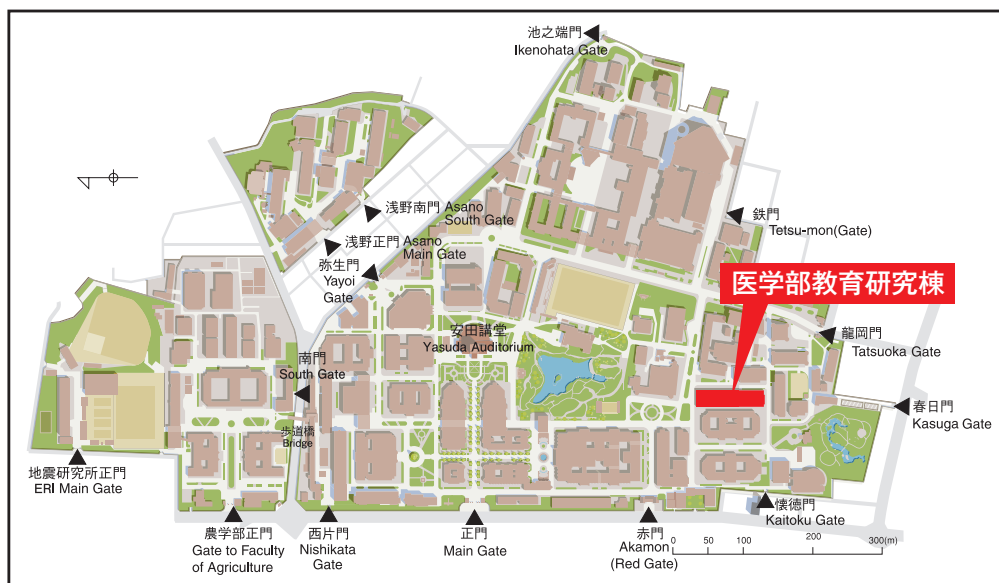 池之端門
Ikenohata Gate
浅野南門 Asano
South Gate
浅野正門 Asano
Main Gate
弥生門
Yayoi
Gate
鉄門
Tetsu-mon(Gate)
医学部教育研究棟
安田講堂
Yasuda Auditorium
龍岡門
Tatsuoka Gate
南門
South Gate
春日門
Kasuga Gate
歩道橋
Bridge
地震研究所正門
ERI Main Gate
農学部正門
Gate to Faculty
of Agriculture
西片門
Nishikata
Gate
正門
Main Gate
赤門
Akamon
(Red Gate)
懐徳門
Kaitoku Gate
0 50 100 200 300(m)